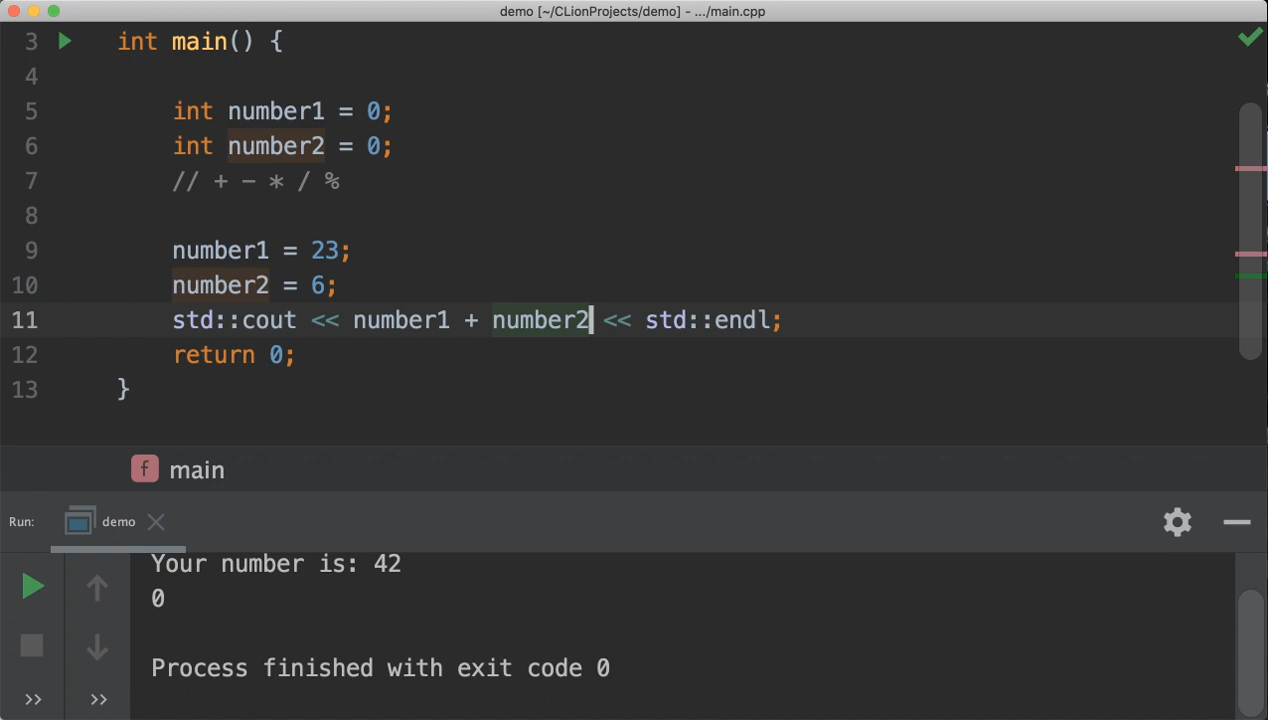 demo [~/CLionProjects/demo] - .../main.cpp
3 int main() {
4
5 int number1 = 0;
6 int number2 = 0;
7 // + - * / %
8
9 number1 = 23;
10 number2 = 6;
11 std::cout << number1 + number2 << std::endl;
12 return 0;
13 }
f main
Run: demo
Your number is: 42
0
Process finished with exit code 0